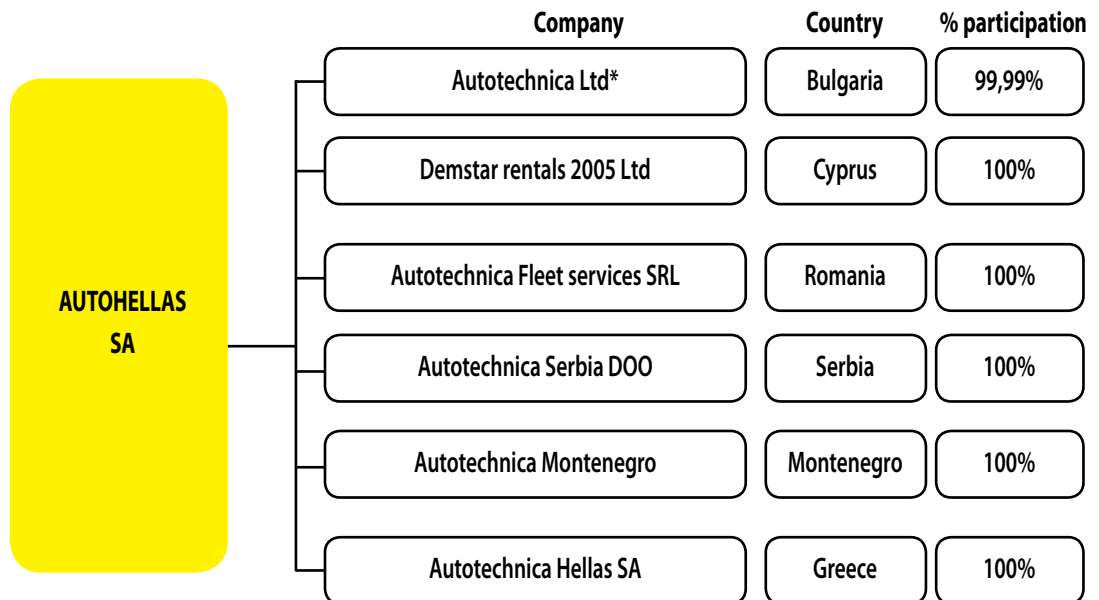 Company Country % participation
Autotechnica Ltd* Bulgaria 99,99%
Demstar rentals 2005 Ltd Cyprus 100%
Autotechnica Fleet services SRL Romania 100%
AUTOHELLAS
SA
Autotechnica Serbia DOO Serbia 100%
Autotechnica Montenegro Montenegro 100%
Autotechnica Hellas SA Greece 100%